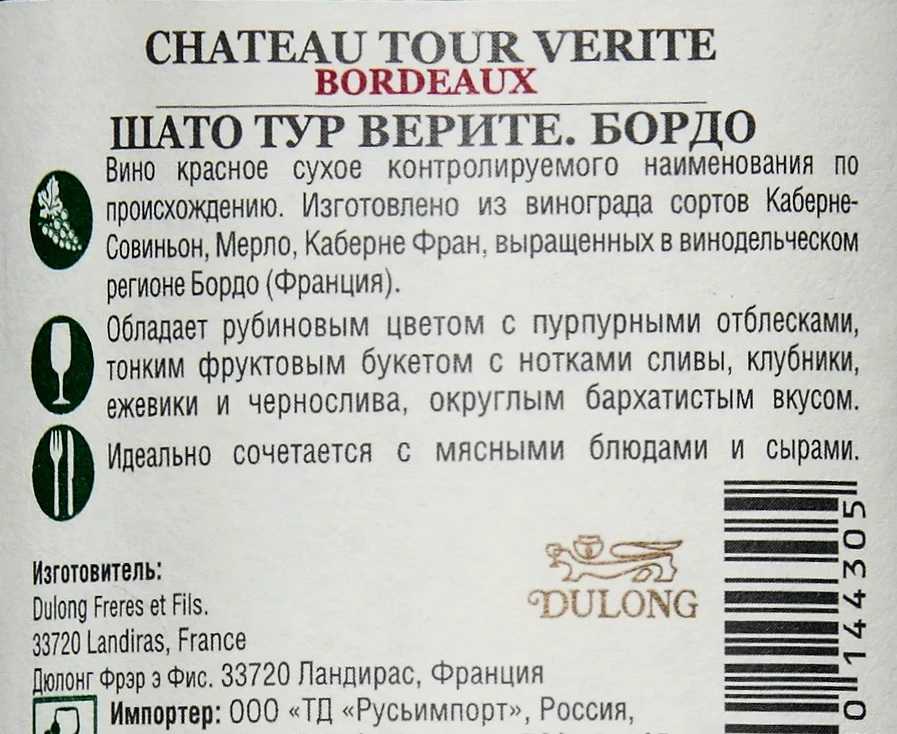 CHATEAU TOUR VERITE
BORDEAUX
ШАТО ТУР ВЕРИТЕ. БОРДО
Вино красное сухое контролируемого наименования по
происхождению. Изготовлено из винограда сортов Каберне-
Совиньон, Мерло, Каберне Фран, выращенных в винодельческом
регионе Бордо (Франция).
Обладает рубиновым цветом с пурпурными отблесками,
тонким фруктовым букетом с нотками сливы, клубники,
ежевики и чернослива, округлым бархатистым вкусом.
Идеально сочетается с мясными блюдами и сырами.
Изготовитель:
Dulong Freres et Fils.
33720 Landiras, France
Дюлонг Фрэр э Фис. 33720 Ландирас, Франция
Импортер: ООО «ТД «Русьимпорт», Россия,
DULONG
014305